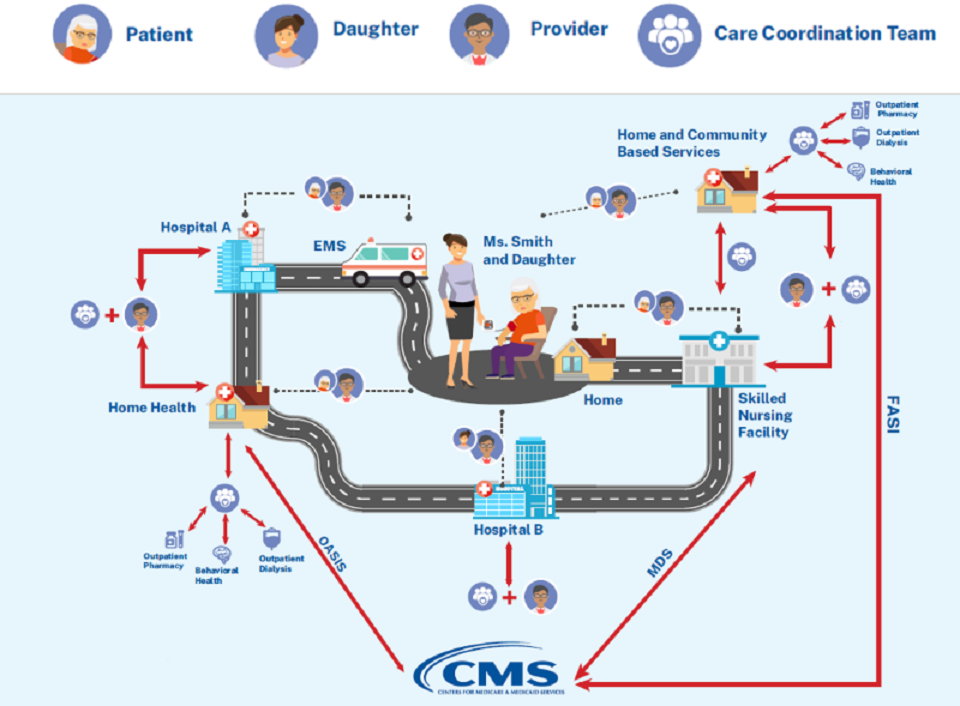 Patient
Daughter
Provider
Care Coordination Team
Outpatient
Pharmacy
Home and Community
Based Services
Outpatient
Dialysis
Behavioral
Health
Hospital A
EMS
Ms. Smith
and Daughter
Home Health
Home
Skilled
Nursing
Facility
FASI
HOSPITAL
Hospital B
Outpatient
Pharmacy
Behavioral
Health
Outpatient
Dialysis
OASIS
MDS
CMS
CENTERS FOR MEDICARE & MEDICAID SERVICES